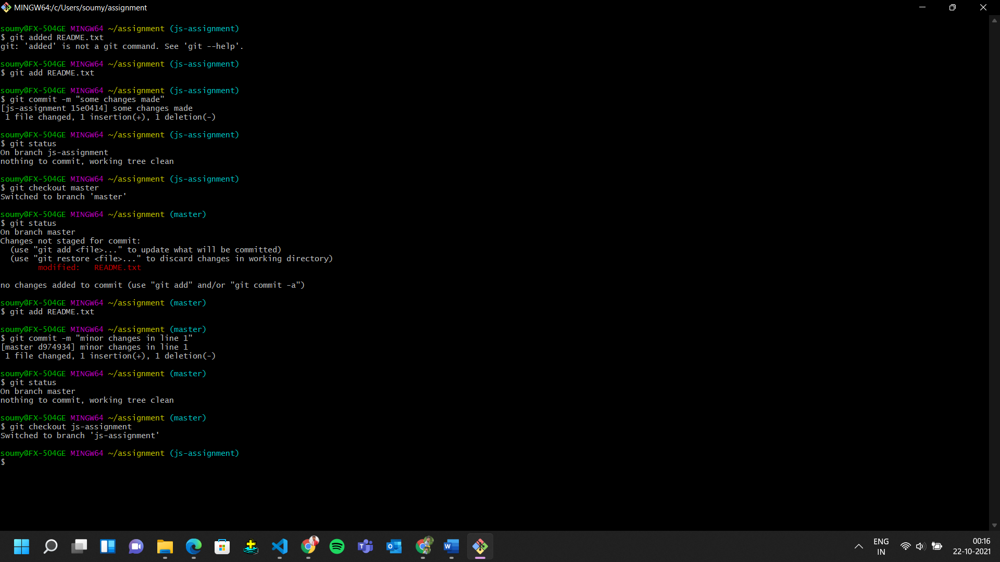 MINGW64:/c/Users/soumy/assignment
soumy@FX-504GE MINGW64 ~/assignment (js-assignment)
$ git added README.txt
git: 'added' is not a git command. See 'git --help'.
soumy@FX-504GE MINGW64 ~/assignment (js-assignment)
$ git add README.txt
soumy@FX-504GE MINGW64 ~/assignment (js-assignment)
$ git commit -m "some changes made"
[js-assignment 15e0414] some changes made
 1 file changed, 1 insertion(+), 1 deletion(-)
soumy@FX-504GE MINGW64 ~/assignment (js-assignment)
$ git status
On branch js-assignment
nothing to commit, working tree clean
soumy@FX-504GE MINGW64 ~/assignment (js-assignment)
$ git checkout master
Switched to branch 'master'
soumy@FX-504GE MINGW64 ~/assignment (master)
$ git status
On branch master
Changes not staged for commit:
  (use "git add <file>..." to update what will be committed)
  (use "git restore <file>..." to discard changes in working directory)
        modified:   README.txt
no changes added to commit (use "git add" and/or "git commit -a")
soumy@FX-504GE MINGW64 ~/assignment (master)
$ git add README.txt
soumy@FX-504GE MINGW64 ~/assignment (master)
$ git commit -m "minor changes in line 1"
[master d974934] minor changes in line 1
 1 file changed, 1 insertion(+), 1 deletion(-)
soumy@FX-504GE MINGW64 ~/assignment (master)
$ git status
On branch master
nothing to commit, working tree clean
soumy@FX-504GE MINGW64 ~/assignment (master)
$ git checkout js-assignment
Switched to branch 'js-assignment'
soumy@FX-504GE MINGW64 ~/assignment (js-assignment)
$
ENG
IN
00:16
22-10-2021